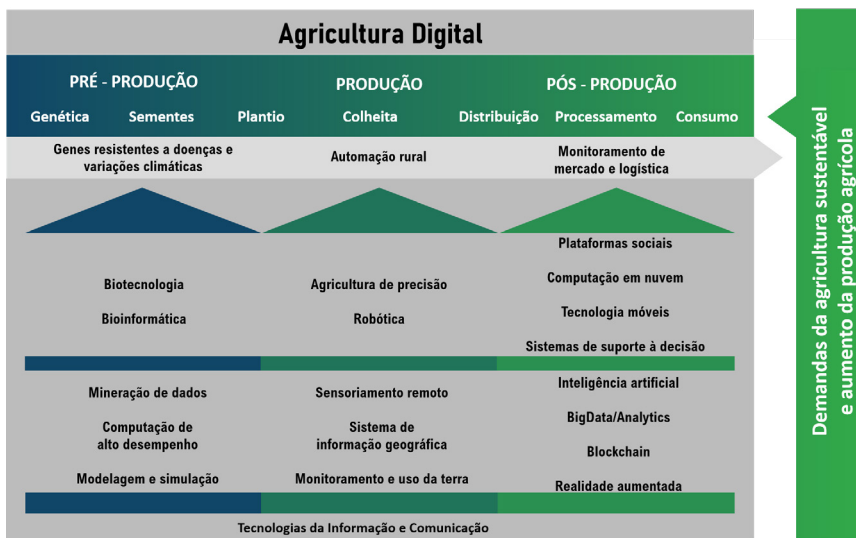 Agricultura Digital
PRÉ - PRODUÇÃO
PRODUÇÃO
PÓS - PRODUÇÃO
Genética
Sementes
Plantio
Colheita
Distribuição
Processamento
Consumo
Genes resistentes a doenças e
variações climáticas
Automação rural
Monitoramento de
mercado e logística
Biotecnologia
Bioinformática
Agricultura de precisão
Robótica
Plataformas sociais
Computação em nuvem
Tecnologia móveis
Sistemas de suporte à decisão
Mineração de dados
Computação de
alto desempenho
Modelagem e simulação
Sensoriamento remoto
Sistema de
informação geográfica
Monitoramento e uso da terra
Inteligência artificial
BigData/Analytics
Blockchain
Realidade aumentada
Tecnologias da Informação e Comunicação
Demandas da agricultura sustentável
e aumento da produção agrícola